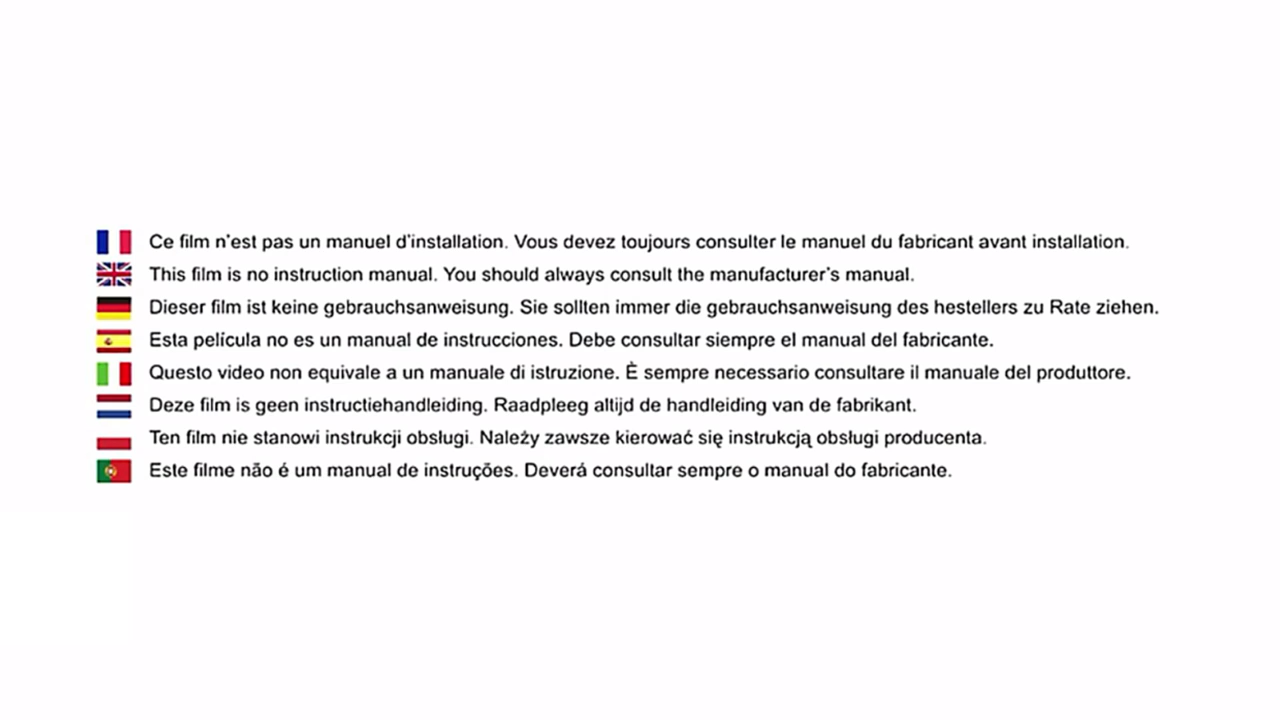 Ce film n'est pas un manuel d'installation. Vous devez toujours consulter le manuel du fabricant avant installation.
This film is no instruction manual. You should always consult the manufacturer's manual.
Dieser film ist keine gebrauchsanweisung. Sie sollten immer die gebrauchsanweisung des hestellers zu Rate ziehen.
Esta película no es un manual de instrucciones. Debe consultar siempre el manual del fabricante.
Questo video non equivale a un manuale di istruzione. È sempre necessario consultare il manuale del produttore.
Deze film is geen instructiehandleiding. Raadpleeg altijd de handleiding van de fabrikant.
Ten film nie stanowi instrukcji obsługi. Należy zawsze kierować się instrukcją obsługi producenta.
Este filme não é um manual de instruções. Deverá consultar sempre o manual do fabricante.